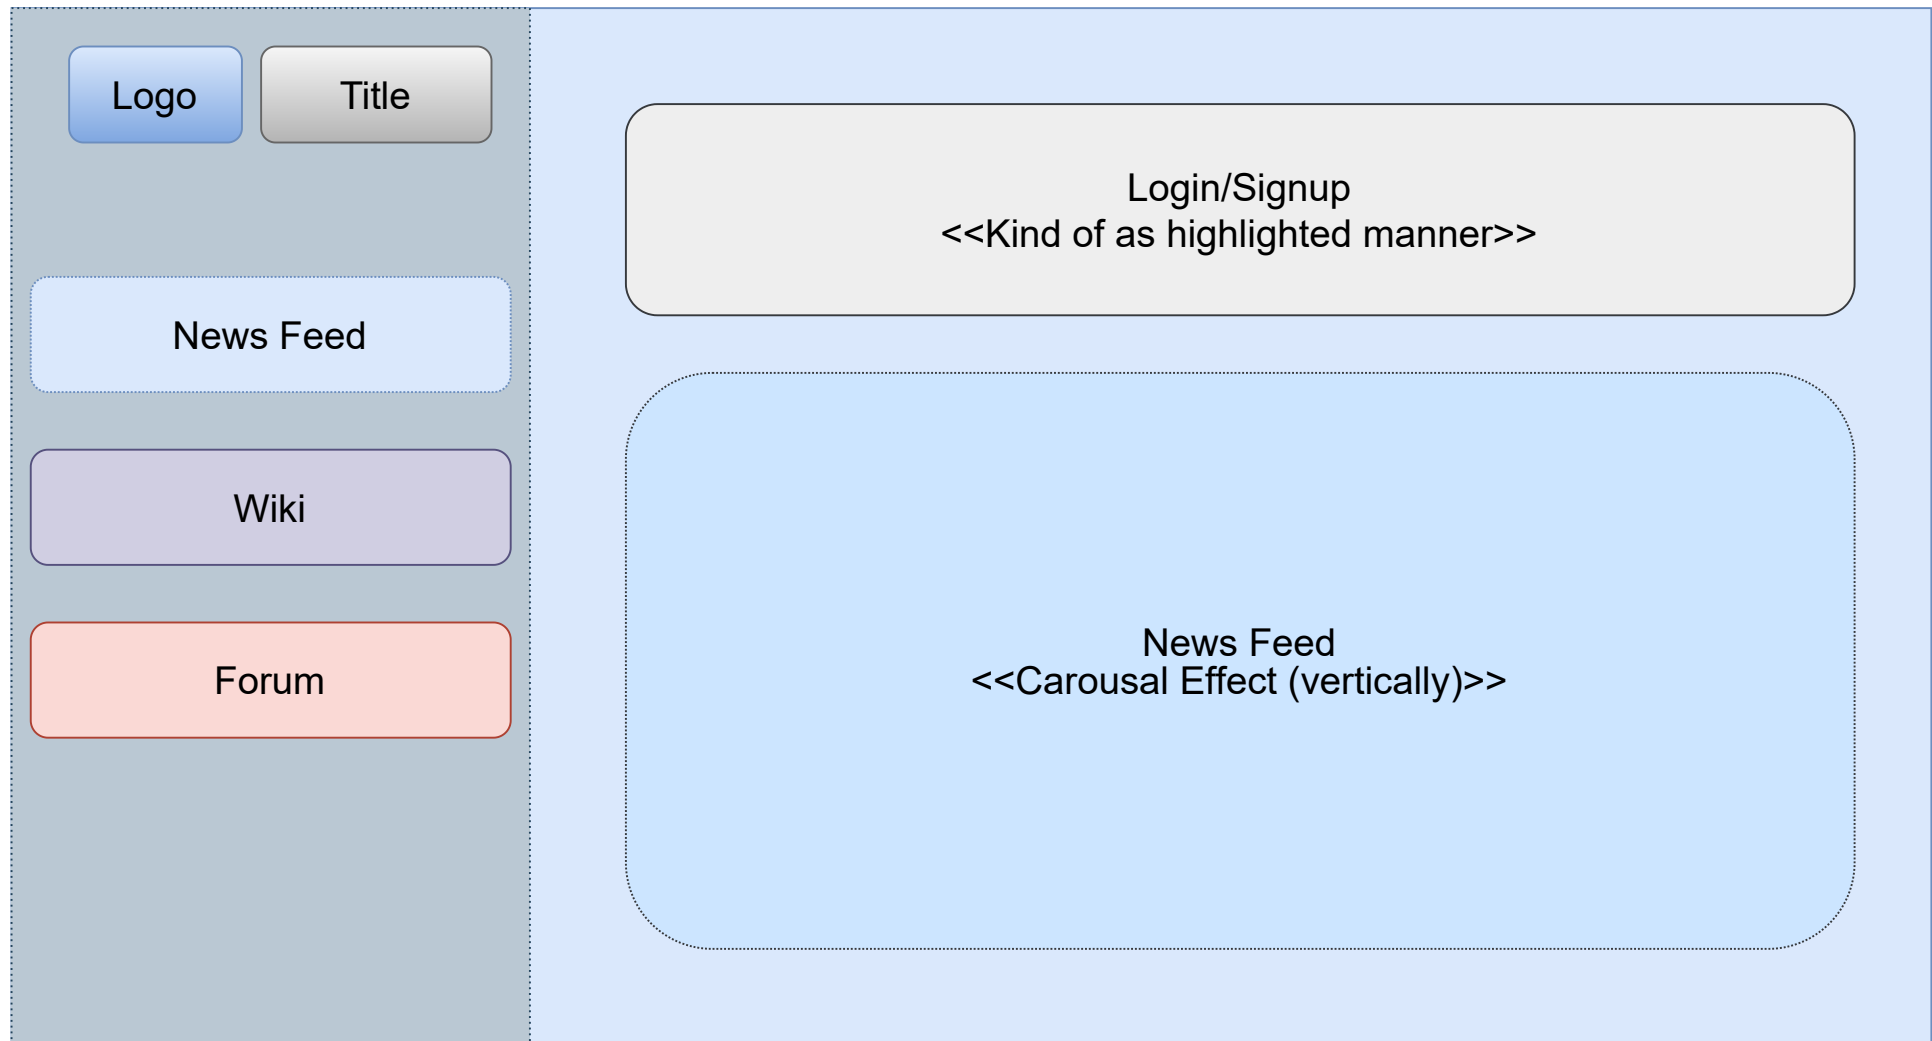 Logo
Title
News Feed
Wiki
Forum
Login/Signup
<<Kind of as highlighted manner>>
News Feed
<<Carousal Effect (vertically)>>